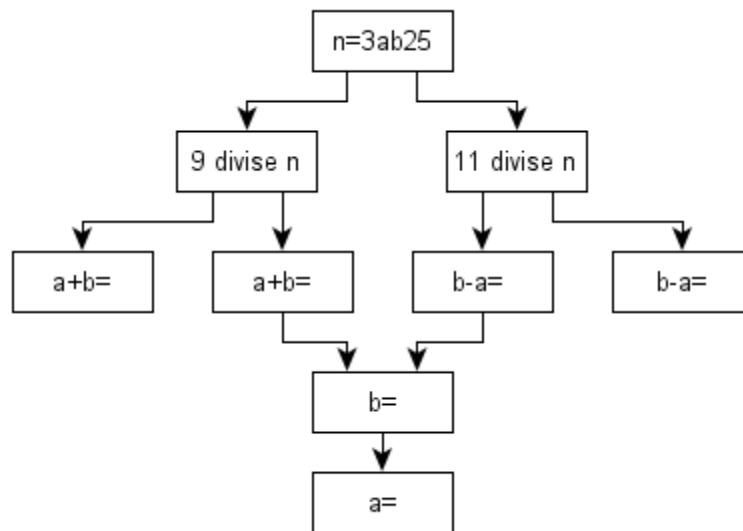 n=3ab25
9 divise n
11 divise n
a+b=
a+b=
b-a=
b-a=
b=
a=